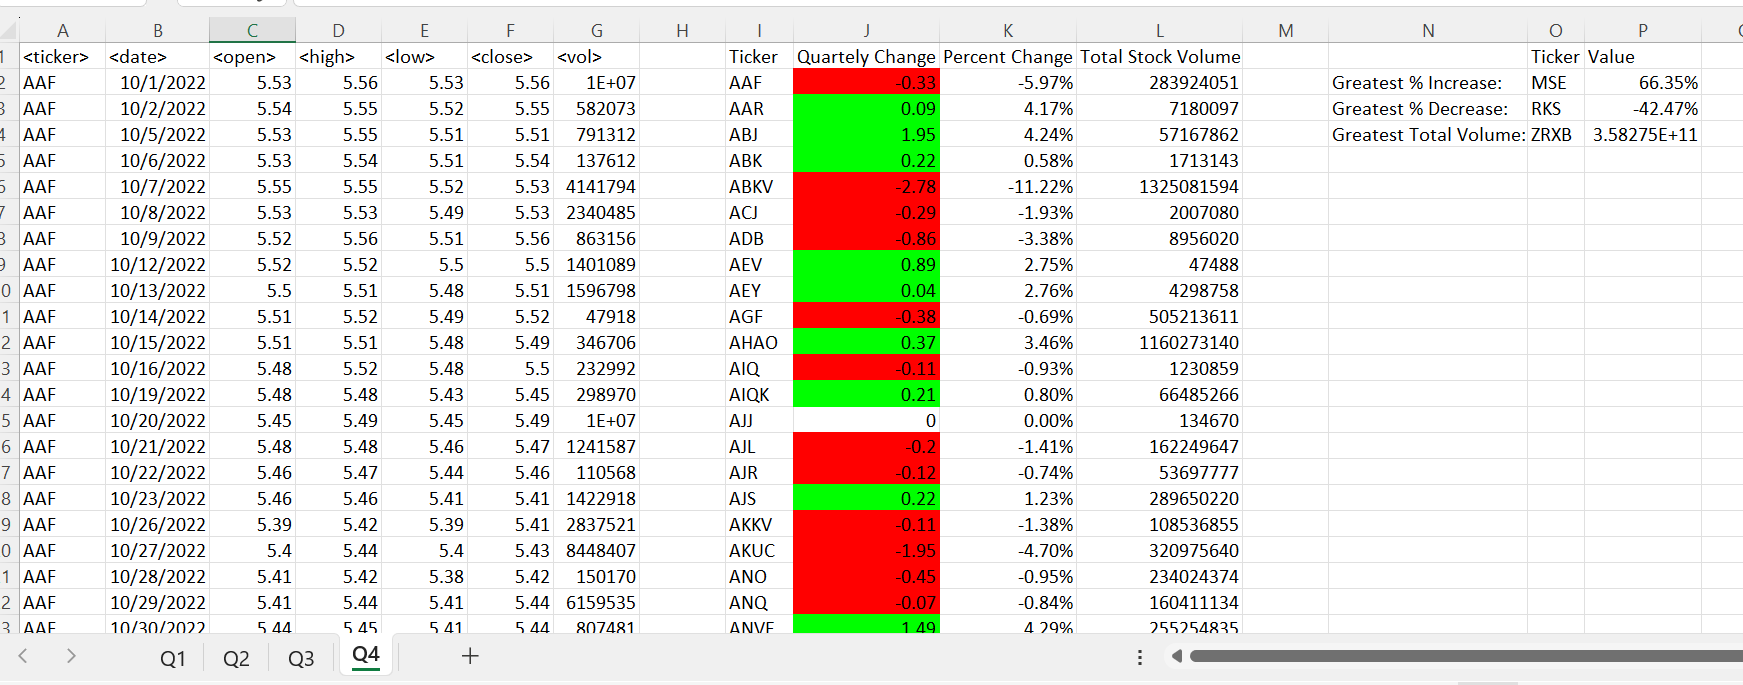 A B C D E F G H I J K L M N O P
1 <ticker> <date> <open> <high> <low> <close> <vol> Ticker Quartely Change Percent Change Total Stock Volume Ticker Value
2 AAF 10/1/2022 5.53 5.56 5.53 5.56 1E+07 AAF -0.33 -5.97% 283924051 Greatest % Increase: MSE 66.35%
3 AAF 10/2/2022 5.54 5.55 5.52 5.55 582073 AAR 0.09 4.17% 7180097 Greatest % Decrease: RKS -42.47%
4 AAF 10/5/2022 5.53 5.55 5.51 5.51 791312 ABJ 1.95 4.24% 57167862 Greatest Total Volume: ZRXB 3.58275E+11
5 AAF 10/6/2022 5.53 5.54 5.51 5.54 137612 ABK 0.22 0.58% 1713143
6 AAF 10/7/2022 5.55 5.55 5.52 5.53 4141794 ABKV -2.78 -11.22% 1325081594
7 AAF 10/8/2022 5.53 5.53 5.49 5.53 2340485 ACJ -0.29 -1.93% 2007080
8 AAF 10/9/2022 5.52 5.56 5.51 5.56 863156 ADB -0.86 -3.38% 8956020
9 AAF 10/12/2022 5.52 5.52 5.5 5.5 1401089 AEV 0.89 2.75% 47488
0 AAF 10/13/2022 5.5 5.51 5.48 5.51 1596798 AEY 0.04 2.76% 4298758
1 AAF 10/14/2022 5.51 5.52 5.49 5.52 47918 AGF -0.38 -0.69% 505213611
2 AAF 10/15/2022 5.51 5.51 5.48 5.49 346706 AHAO 0.37 3.46% 1160273140
3 AAF 10/16/2022 5.48 5.52 5.48 5.5 232992 AIQ -0.11 -0.93% 1230859
4 AAF 10/19/2022 5.48 5.48 5.43 5.45 298970 AIQK 0.21 0.80% 66485266
5 AAF 10/20/2022 5.45 5.49 5.45 5.49 1E+07 AJJ 0 0.00% 134670
6 AAF 10/21/2022 5.48 5.48 5.46 5.47 1241587 AJL -0.2 -1.41% 162249647
7 AAF 10/22/2022 5.46 5.47 5.44 5.46 110568 AJR -0.12 -0.74% 53697777
8 AAF 10/23/2022 5.46 5.46 5.41 5.41 1422918 AJS 0.22 1.23% 289650220
9 AAF 10/26/2022 5.39 5.42 5.39 5.41 2837521 AKKV -0.11 -1.38% 108536855
0 AAF 10/27/2022 5.4 5.44 5.4 5.43 8448407 AKUC -1.95 -4.70% 320975640
1 AAF 10/28/2022 5.41 5.42 5.38 5.42 150170 ANO -0.45 -0.95% 234024374
2 AAF 10/29/2022 5.41 5.44 5.41 5.44 6159535 ANQ -0.07 -0.84% 160411134
3 AAF 10/30/2022 5.44 5.45 5.41 5.44 807481 ANVE 1.49 4.29% 255254835
Q1 Q2 Q3 Q4